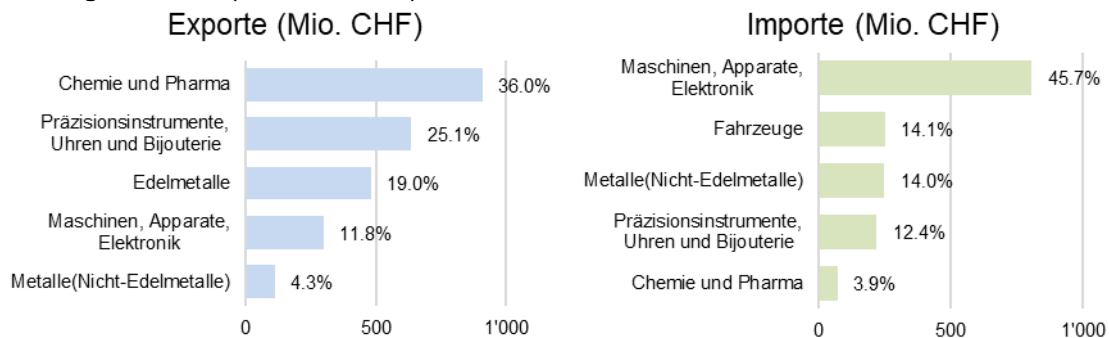 Exporte (Mio. CHF)
Chemie und Pharma
36.0%
Präzisionsinstrumente,
Uhren und Bijouterie
25.1%
Edelmetalle
19.0%
Maschinen, Apparate,
Elektronik
11.8%
Metalle(Nicht-Edelmetalle)
4.3%
0
500
1'000
Importe (Mio. CHF)
Maschinen, Apparate,
Elektronik
45.7%
Fahrzeuge
14.1%
Metalle(Nicht-Edelmetalle)
14.0%
Präzisionsinstrumente,
Uhren und Bijouterie
12.4%
Chemie und Pharma
3.9%
0
500
1'000